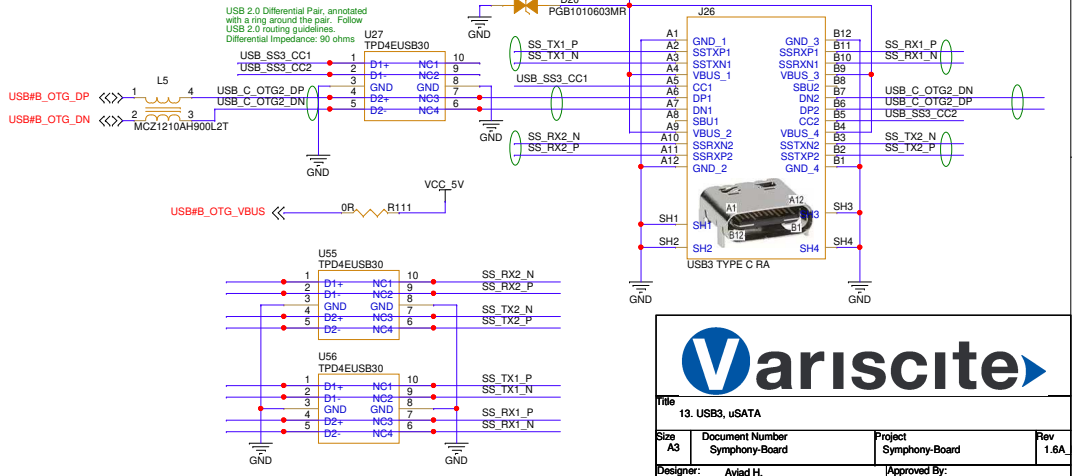 USB 2.0 Differential Pair, annotated
with a ring around the pair. Follow
USB 2.0 routing guidelines.
Differential Impedance: 90 ohms
PGB1010603MR
GND
U27
TPD4EUSB30
USB_SS3_CC1 1 D1+ NC1 10
USB_SS3_CC2 2 D1- NC2 9
3 GND GND 8
USB_C_OTG2_DP 4 D2+ NC3 7
USB_C_OTG2_DN 5 D2- NC4 6
GND
GND
L5
USB#B_OTG_DP 1 4
USB#B_OTG_DN 2 3
MCZ1210AH900L2T
USB#B_OTG_VBUS 0R R111
VCC_5V
J26
A1 GND_1 GND_3 B12
SS_TX1_P A2 SSTXP1 SSRXP1 B11 SS_RX1_P
SS_TX1_N A3 SSTXN1 SSRXN1 B10 SS_RX1_N
A4 VBUS_1 VBUS_3 B9
USB_SS3_CC1 A5 CC1 SBU2 B8
A6 DP1 DN2 B7 USB_C_OTG2_DN
A7 DN1 DP2 B6 USB_C_OTG2_DP
A8 SBU1 CC2 B5 USB_SS3_CC2
A9 VBUS_2 VBUS_4 B4
SS_RX2_N A10 SSRXN2 SSTXN2 B3 SS_TX2_N
SS_RX2_P A11 SSRXP2 SSTXP2 B2 SS_TX2_P
A12 GND_2 GND_4 B1
A1 A12
B12 B1
SH1 SH1 SH3 SH3
SH2 SH2 SH4 SH4
USB3 TYPE C RA
GND
GND
U55
TPD4EUSB30
1 D1+ NC1 10 SS_RX2_N
2 D1- NC2 9 SS_RX2_P
3 GND GND 8
4 D2+ NC3 7 SS_TX2_N
5 D2- NC4 6 SS_TX2_P
U56
TPD4EUSB30
1 D1+ NC1 10 SS_TX1_P
2 D1- NC2 9 SS_TX1_N
3 GND GND 8
4 D2+ NC3 7 SS_RX1_P
5 D2- NC4 6 SS_RX1_N
GND
GND
Variscite
Title
13. USB3, uSATA
Size Document Number Project Rev
A3 Symphony-Board Symphony-Board 1.6A
Designer: Aviad H. Approved By: